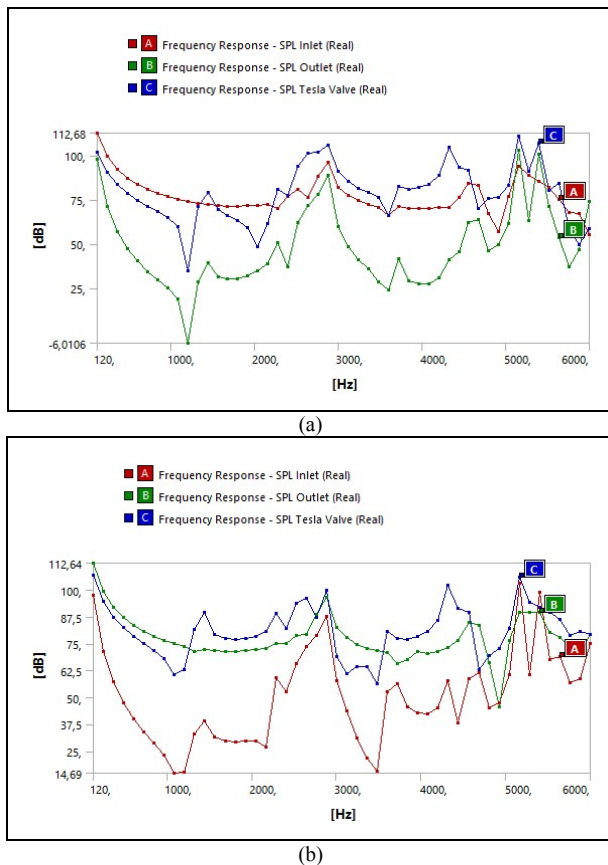 A Frequency Response - SPL Inlet (Real)
B Frequency Response - SPL Outlet (Real)
C Frequency Response - SPL Tesla Valve (Real)
112,68
100,
75
50,
25,
-6,0106
[dB]
C
A
B
120, 1000, 2000, 3000, 4000, 5000, 6000,
[Hz]
(a)
A Frequency Response - SPL Inlet (Real)
B Frequency Response - SPL Outlet (Real)
C Frequency Response - SPL Tesla Valve (Real)
112,64
100,
87,5
75,
62,5
50,
37,5
25,
14,69
[dB]
C
B
A
120, 1000, 2000, 3000, 4000, 5000, 6000,
[Hz]
(b)